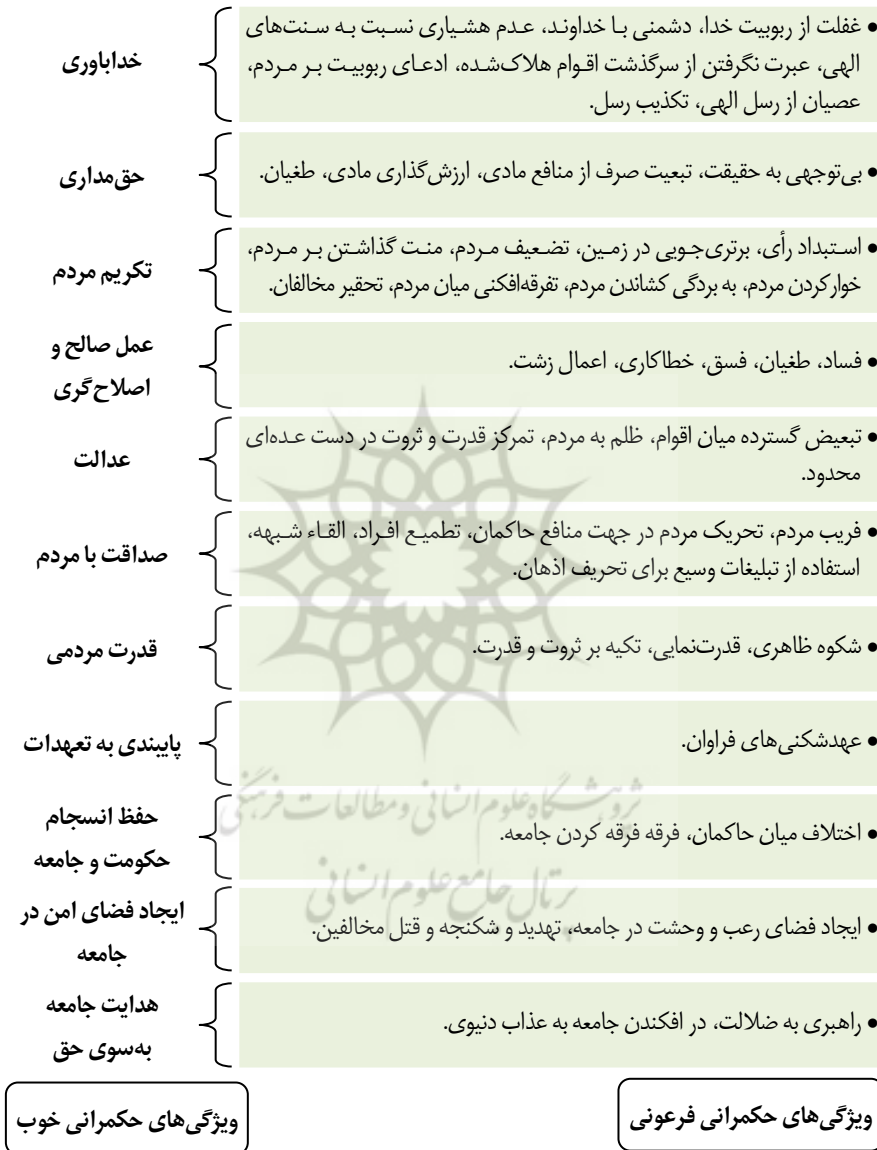 • غفلت از ربوبیت خدا، دشمنی با خداوند، عدم هشیاری نسبت به سنت‌های
الهی، عبرت نگرفتن از سرگذشت اقوام هلاک‌شده، ادعای ربوبیت بر مردم،
عصیان از رسل الهی، تکذیب رسل.
خداباوری
• بی‌توجهی به حقیقت، تبعیت صرف از منافع مادی، ارزش‌گذاری مادی، طغیان.
حق‌مداری
• استبداد رأی، برتری‌جویی در زمین، تضعیف مردم، منت گذاشتن بر مردم،
خوارکردن مردم، به بردگی کشاندن مردم، تفرقه‌افکنی میان مردم، تحقیر مخالفان.
تکریم مردم
• فساد، طغیان، فسق، خطاکاری، اعمال زشت.
عمل صالح و
اصلاح‌گری
• تبعیض گسترده میان اقوام، ظلم به مردم، تمرکز قدرت و ثروت در دست عده‌ای
محدود.
عدالت
• فریب مردم، تحریک مردم در جهت منافع حاکمان، تطمیع افراد، القاء شبهه،
استفاده از تبلیغات وسیع برای تحریف اذهان.
صداقت با مردم
• شکوه ظاهری، قدرت‌نمایی، تکیه بر ثروت و قدرت.
قدرت مردمی
• عهدشکنی‌های فراوان.
پایبندی به تعهدات
پژوهشگاه علوم انسانی و مطالعات فرهنگی
• اختلاف میان حاکمان، فرقه فرقه کردن جامعه.
حفظ انسجام
حکومت و جامعه
پرتال جامع علوم انسانی
• ایجاد فضای رعب و وحشت در جامعه، تهدید و شکنجه و قتل مخالفین.
ایجاد فضای امن در
جامعه
• راهبری به ضلالت، در افکندن جامعه به عذاب دنیوی.
هدایت جامعه
به‌سوی حق
ویژگی‌های حکمرانی فرعونی
ویژگی‌های حکمرانی خوب